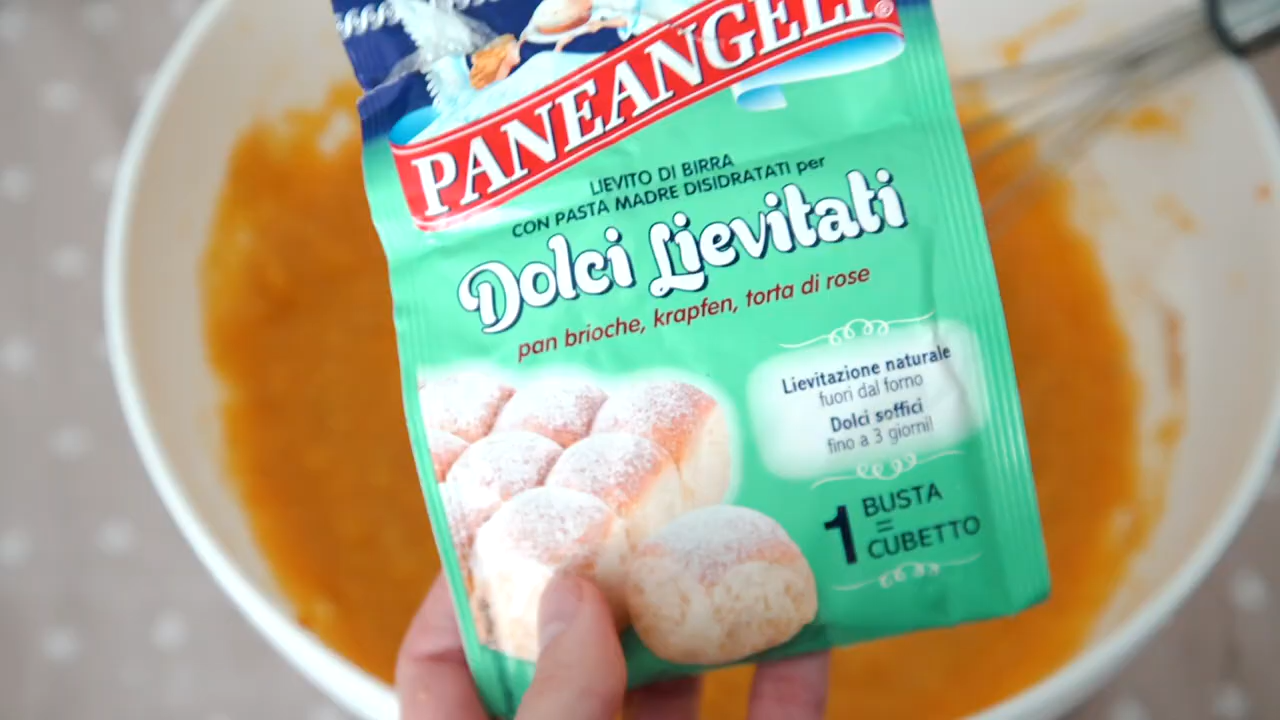 PANEANGELI®
LIEVITO DI BIRRA
CON PASTA MADRE DISIDRATATI per
Dolci Lievitati
pan brioche, krapfen, torta di rose
Lievitazione naturale
fuori dal forno
Dolci soffici
fino a 3 giorni!
1 BUSTA
=
CUBETTO